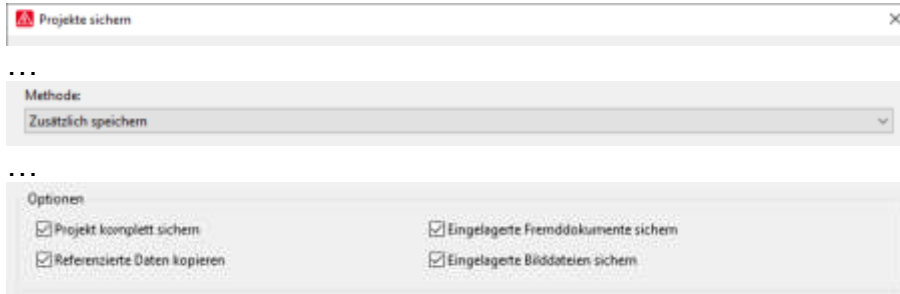 Projekte sichern
...
Methode:
Zusätzlich speichern
...
Optionen
Projekt komplett sichern
Eingelagerte Fremddokumente sichern
Referenzierte Daten kopieren
Eingelagerte Bilddateien sichern